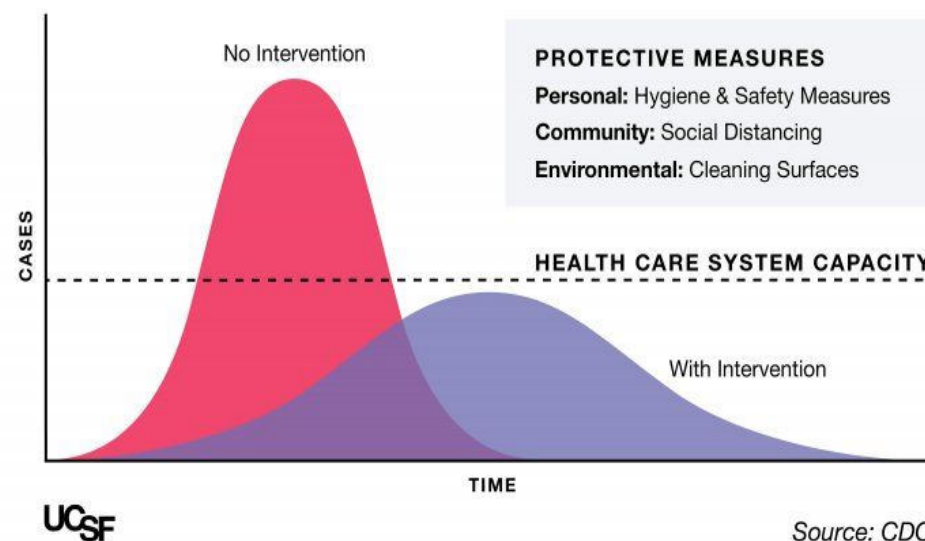 No Intervention
PROTECTIVE MEASURES
Personal: Hygiene & Safety Measures
Community: Social Distancing
Environmental: Cleaning Surfaces
CASES
HEALTH CARE SYSTEM CAPACITY
With Intervention
TIME
UCSF
Source: CDC